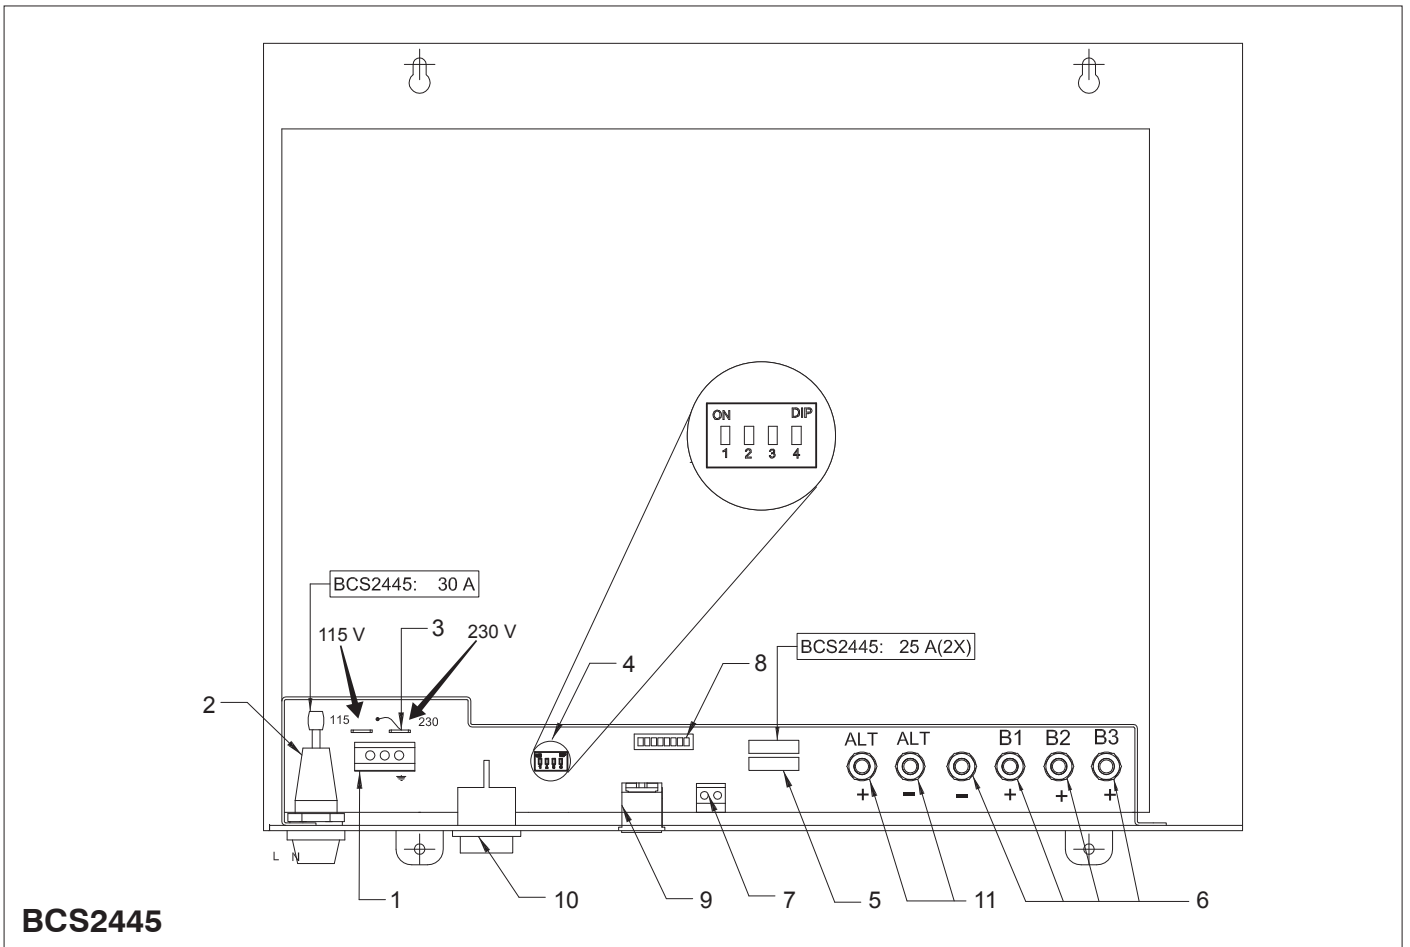 ON DIP
1 2 3 4
BCS2445: 30 A
115 V
3
230 V
4
8
BCS2445: 25 A(2X)
2
115
230
ALT ALT B1 B2 B3
+ − − + + +
L N
1
10
9
7
5
11
6
BCS2445